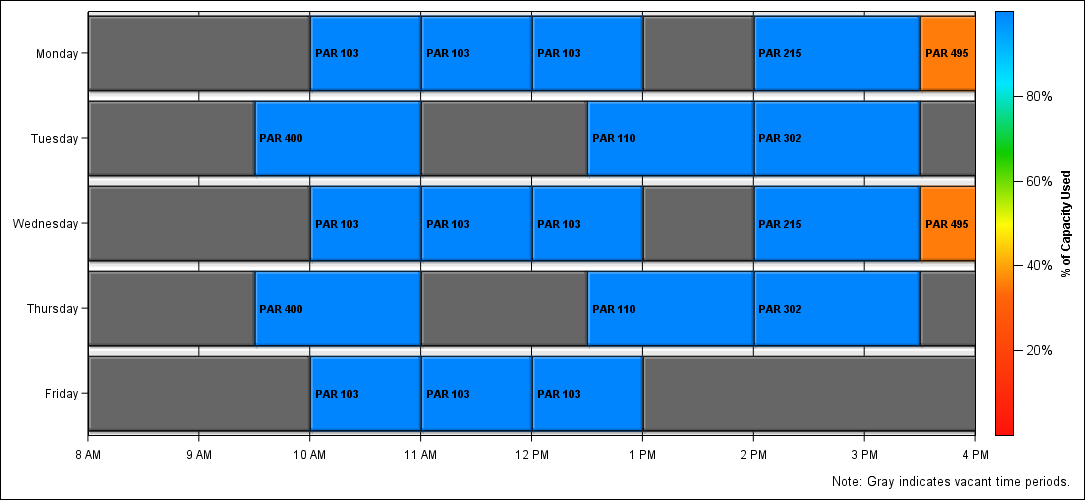 Monday PAR 103 PAR 103 PAR 103 PAR 215 PAR 495
Tuesday PAR 400 PAR 110 PAR 302
Wednesday PAR 103 PAR 103 PAR 103 PAR 215 PAR 495
Thursday PAR 400 PAR 110 PAR 302
Friday PAR 103 PAR 103 PAR 103
8 AM 9 AM 10 AM 11 AM 12 PM 1 PM 2 PM 3 PM 4 PM
80%
60%
40%
20%
% of Capacity Used
Note: Gray indicates vacant time periods.